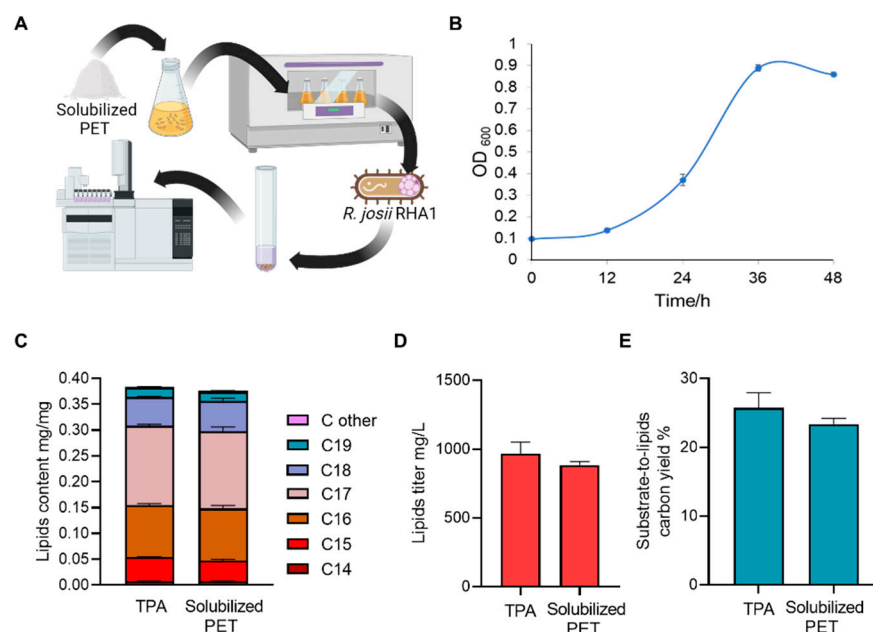 A
Solubilized
PET
R. josii RHA1
B
OD 600
1
0.9
0.8
0.7
0.6
0.5
0.4
0.3
0.2
0.1
0
0
12
24
36
48
Time/h
C
Lipids content mg/mg
0.40
0.35
0.30
0.25
0.20
0.15
0.10
0.05
0.00
TPA
Solubilized
PET
C other
C19
C18
C17
C16
C15
C14
D
Lipids titer mg/L
1500
1000
500
0
TPA
Solubilized
PET
E
Substrate-to-lipids
carbon yield %
30
20
10
0
TPA
Solubilized
PET